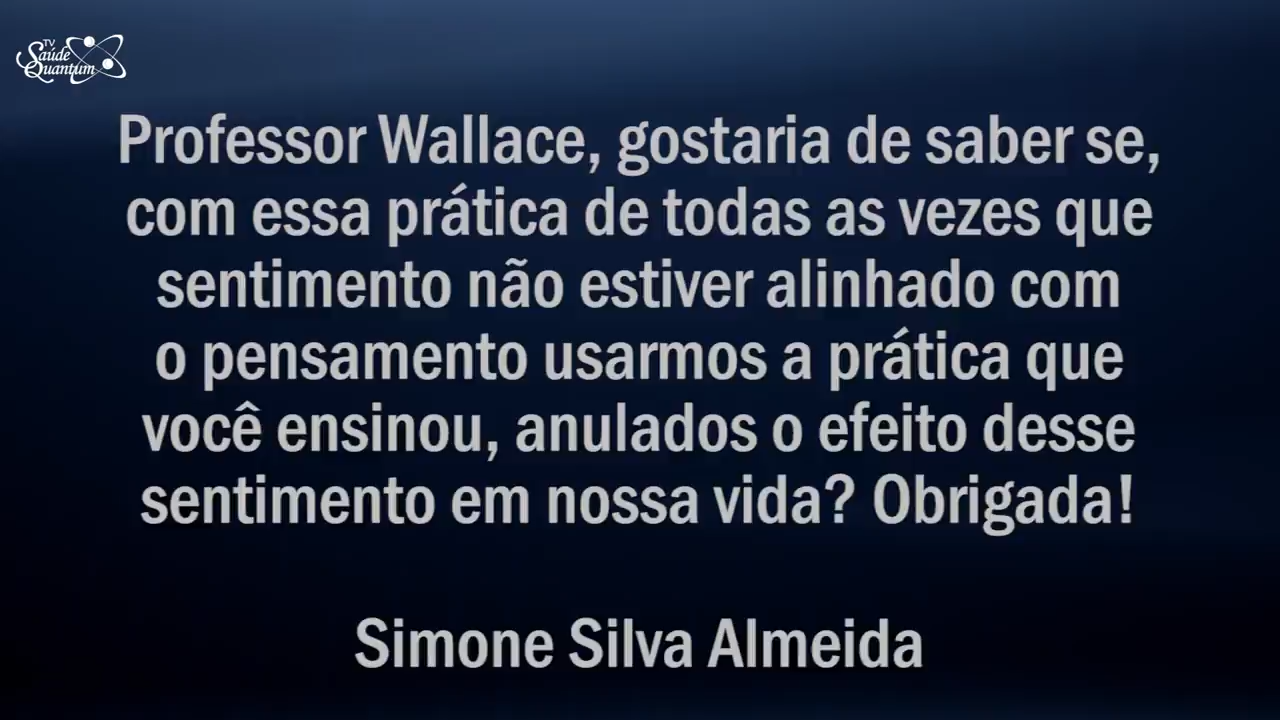 TV
Saúde
Quantum
Professor Wallace, gostaria de saber se,
com essa prática de todas as vezes que
sentimento não estiver alinhado com
o pensamento usarmos a prática que
você ensinou, anulados o efeito desse
sentimento em nossa vida? Obrigada!
Simone Silva Almeida